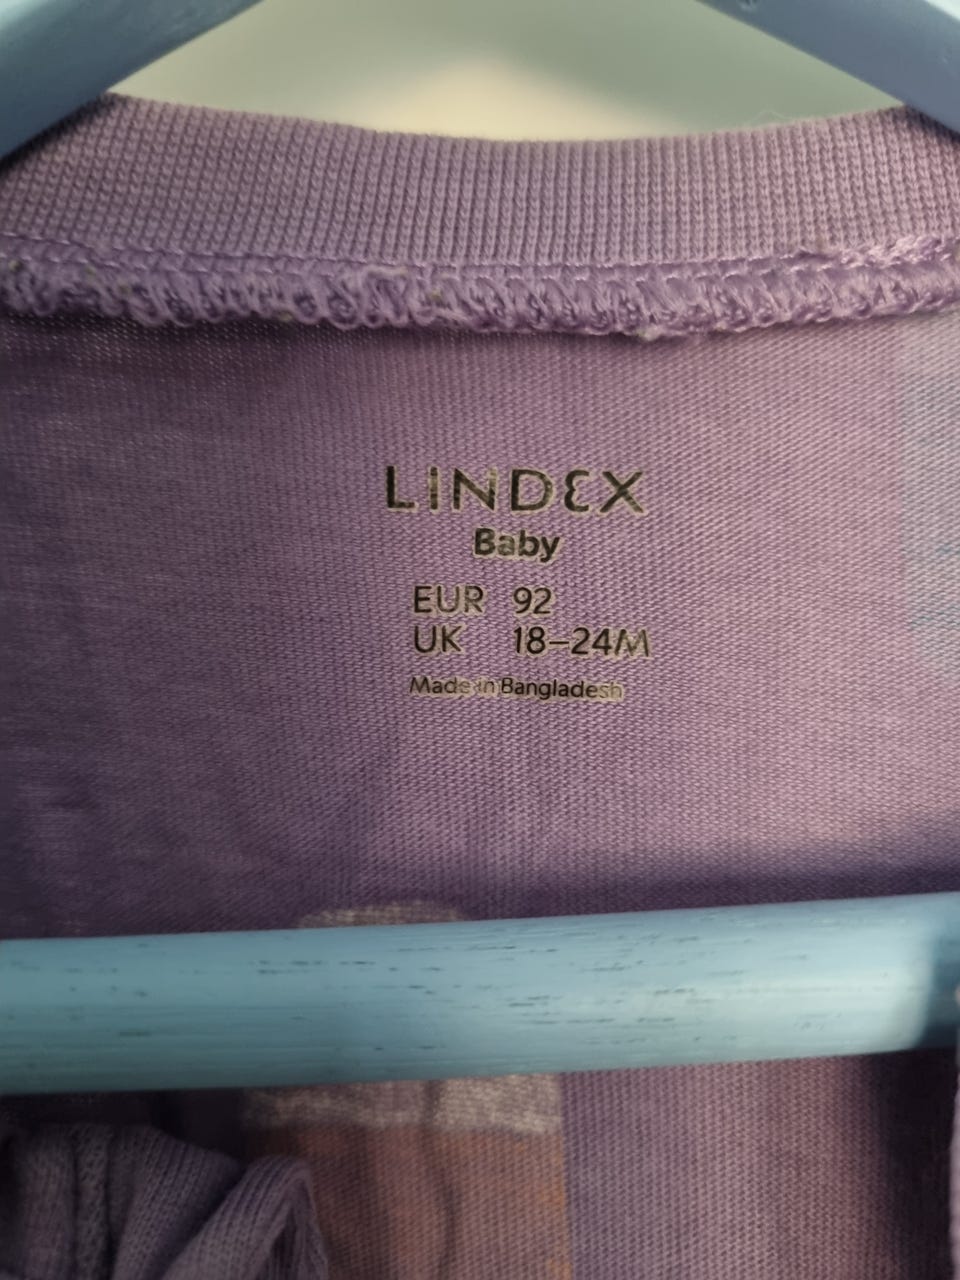 LINDEX
Baby
EUR 92
UK 18–24M
Made in Bangladesh